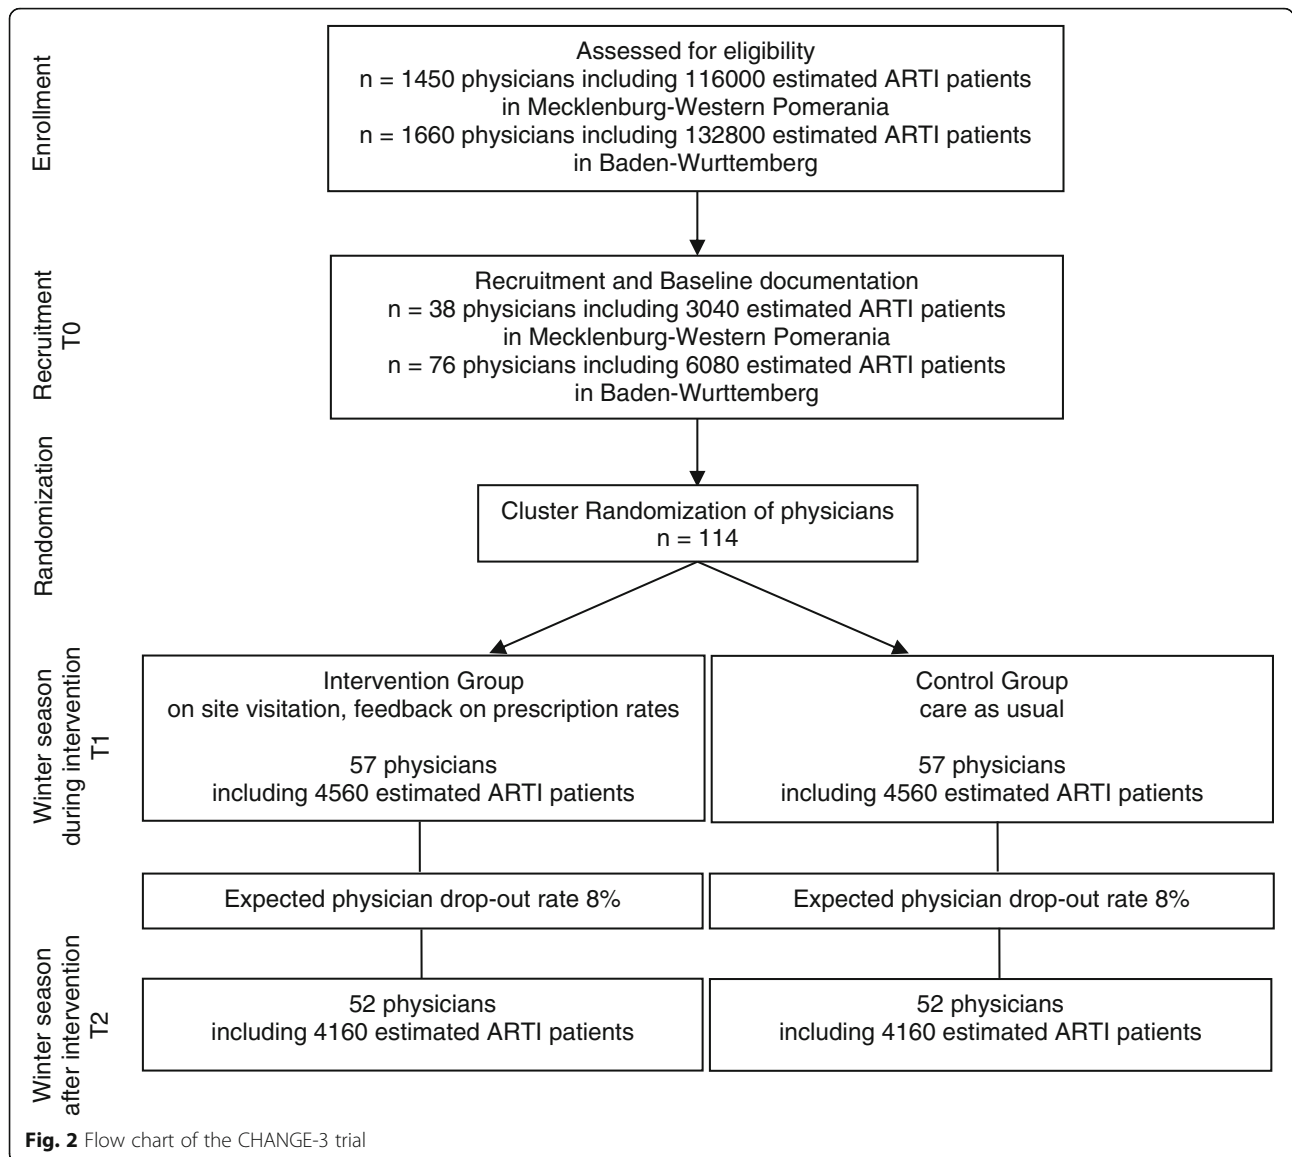 Enrollment
Assessed for eligibility
n = 1450 physicians including 116000 estimated ARTI patients
in Mecklenburg-Western Pomerania
n = 1660 physicians including 132800 estimated ARTI patients
in Baden-Wurttemberg
Recruitment
T0
Recruitment and Baseline documentation
n = 38 physicians including 3040 estimated ARTI patients
in Mecklenburg-Western Pomerania
n = 76 physicians including 6080 estimated ARTI patients
in Baden-Wurttemberg
Randomization
Cluster Randomization of physicians
n = 114
Winter season
during intervention
T1
Intervention Group
on site visitation, feedback on prescription rates
57 physicians
including 4560 estimated ARTI patients
Control Group
care as usual
57 physicians
including 4560 estimated ARTI patients
Expected physician drop-out rate 8%
Expected physician drop-out rate 8%
Winter season
after intervention
T2
52 physicians
including 4160 estimated ARTI patients
52 physicians
including 4160 estimated ARTI patients
Fig. 2 Flow chart of the CHANGE-3 trial